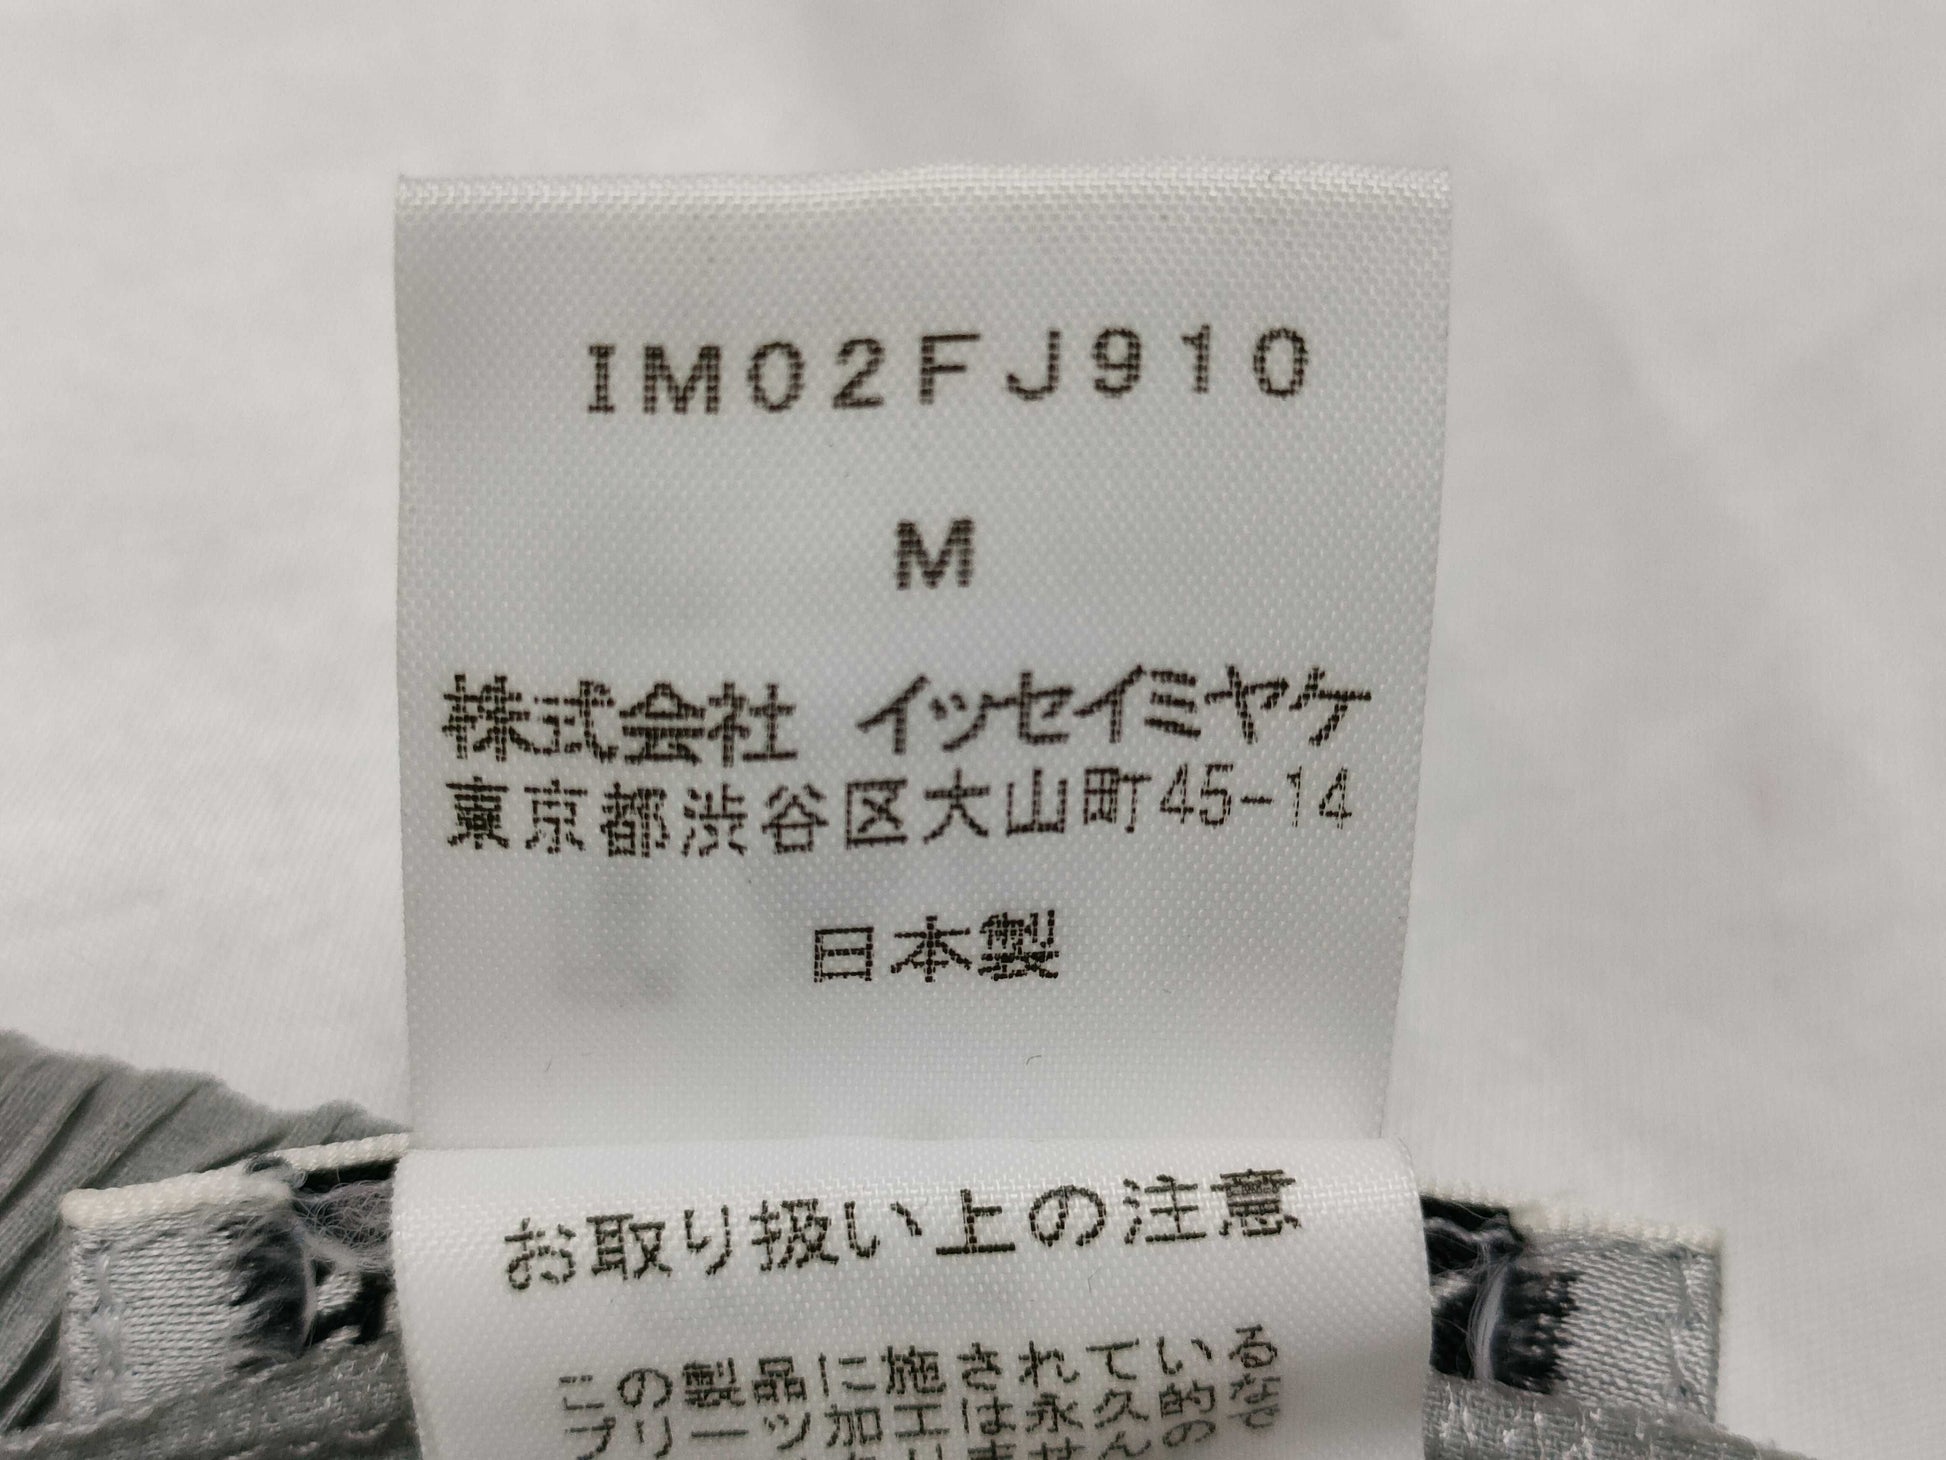 IM02FJ910
M
株式会社 イッセイミヤケ
東京都渋谷区大山町45-14
日本製
お取り扱い上の注意
この製品に施されている
プリーツ加工は永久的な